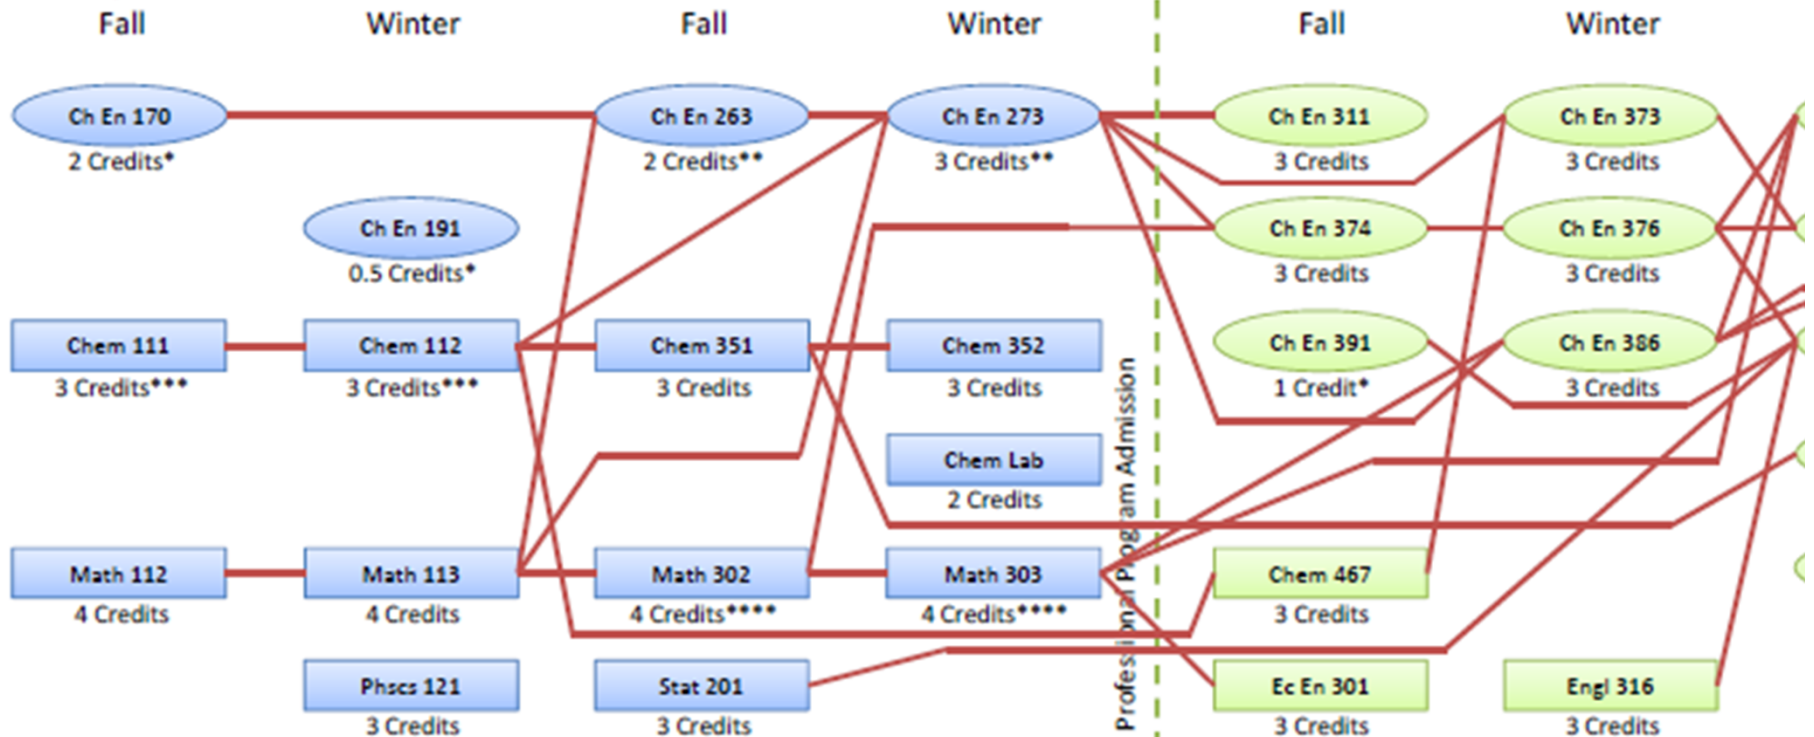 Fall Winter Fall Winter Fall Winter
Ch En 170 Ch En 263 Ch En 273 Ch En 311 Ch En 373
2 Credits* 2 Credits** 3 Credits** 3 Credits 3 Credits
Ch En 191 Ch En 374 Ch En 376
0.5 Credits* 3 Credits 3 Credits
Chem 111 Chem 112 Chem 351 Chem 352 Ch En 391 Ch En 386
3 Credits*** 3 Credits*** 3 Credits 3 Credits 1 Credit* 3 Credits
Chem Lab
2 Credits
Math 112 Math 113 Math 302 Math 303 Chem 467
4 Credits 4 Credits 4 Credits**** 4 Credits**** 3 Credits
Phscs 121 Stat 201 Ec En 301 Engl 316
3 Credits 3 Credits 3 Credits 3 Credits
Professional Program Admission